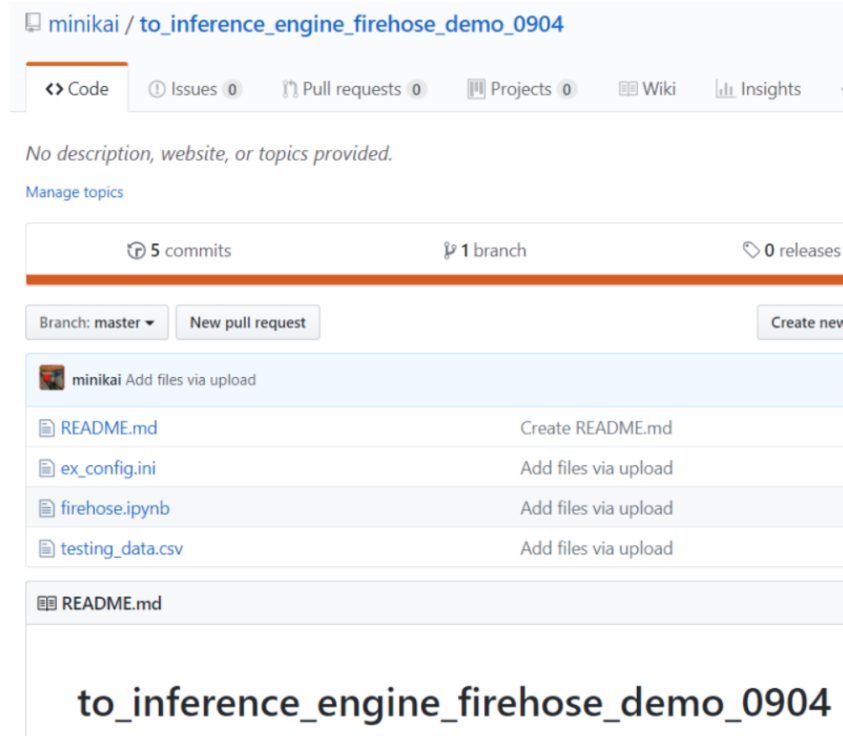 minikai / to_inference_engine_firehose_demo_0904
Code Issues 0 Pull requests 0 Projects 0 Wiki Insights
No description, website, or topics provided.
Manage topics
5 commits 1 branch 0 releases
Branch: master New pull request Create new
minikai Add files via upload
README.md Create README.md
ex_config.ini Add files via upload
firehose.ipynb Add files via upload
testing_data.csv Add files via upload
README.md
to_inference_engine_firehose_demo_0904